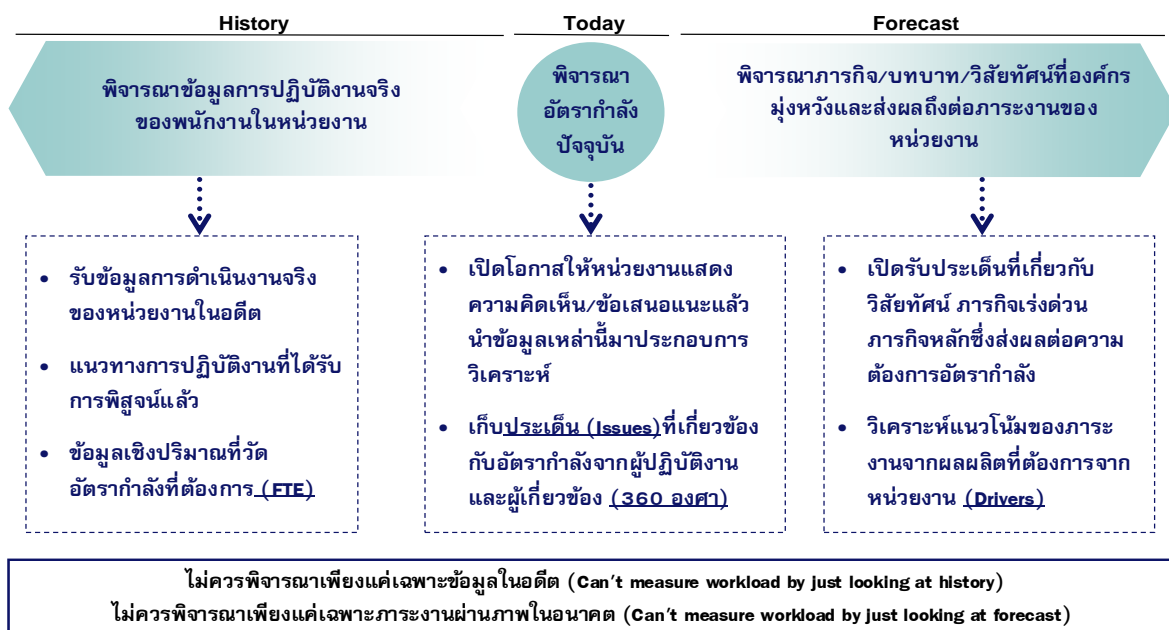 History
Today
Forecast
พิจารณาข้อมูลการปฏิบัติงานจริง
ของพนักงานในหน่วยงาน
พิจารณา
อัตรากำลัง
ปัจจุบัน
พิจารณาภารกิจ/บทบาท/วิสัยทัศน์ที่องค์กร
มุ่งหวังและส่งผลถึงต่อภาระงานของ
หน่วยงาน
• รับข้อมูลการดำเนินงานจริง
ของหน่วยงานในอดีต
• แนวทางการปฏิบัติงานที่ได้รับ
การพิสูจน์แล้ว
• ข้อมูลเชิงปริมาณที่วัด
อัตรากำลังที่ต้องการ (FTE)
• เปิดโอกาสให้หน่วยงานแสดง
ความคิดเห็น/ข้อเสนอแนะแล้ว
นำข้อมูลเหล่านี้มาประกอบการ
วิเคราะห์
• เก็บประเด็น (Issues)ที่เกี่ยวข้อง
กับอัตรากำลังจากผู้ปฏิบัติงาน
และผู้เกี่ยวข้อง (360 องศา)
• เปิดรับประเด็นที่เกี่ยวกับ
วิสัยทัศน์ ภารกิจเร่งด่วน
ภารกิจหลักซึ่งส่งผลต่อความ
ต้องการอัตรากำลัง
• วิเคราะห์แนวโน้มของภาระ
งานจากผลผลิตที่ต้องการจาก
หน่วยงาน (Drivers)
ไม่ควรพิจารณาเพียงแค่เฉพาะข้อมูลในอดีต (Can't measure workload by just looking at history)
ไม่ควรพิจารณาเพียงแค่เฉพาะภาระงานผ่านภาพในอนาคต (Can't measure workload by just looking at forecast)